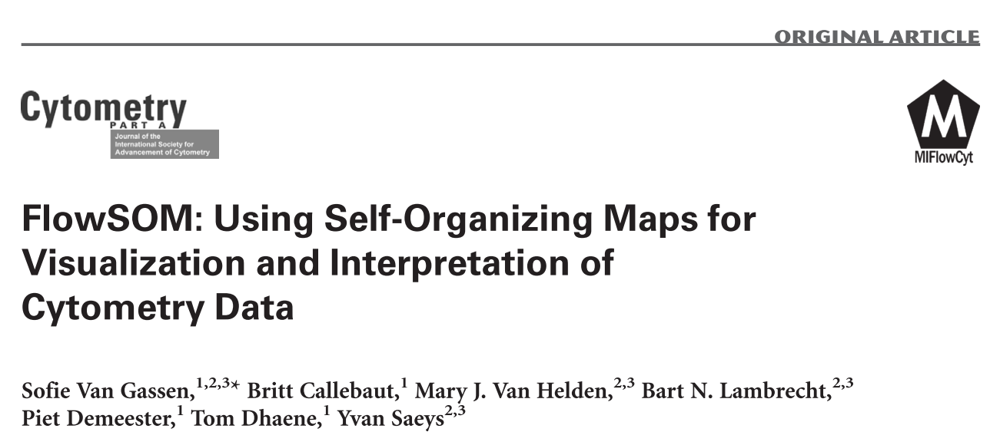 ORIGINAL ARTICLE
Cytometry
PART A
Journal of the
International Society for
Advancement of Cytometry
M
MIFlowCyt
FlowSOM: Using Self-Organizing Maps for
Visualization and Interpretation of
Cytometry Data
Sofie Van Gassen,1,2,3* Britt Callebaut,1 Mary J. Van Helden,2,3 Bart N. Lambrecht,2,3
Piet Demeester,1 Tom Dhaene,1 Yvan Saeys2,3